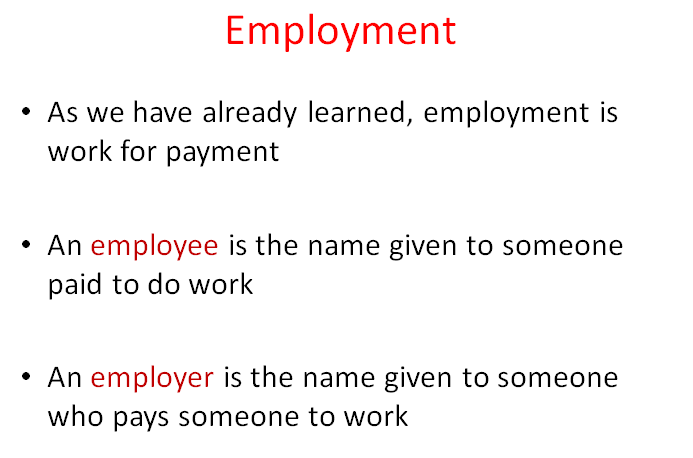 Employment
• As we have already learned, employment is
work for payment
• An employee is the name given to someone
paid to do work
• An employer is the name given to someone
who pays someone to work